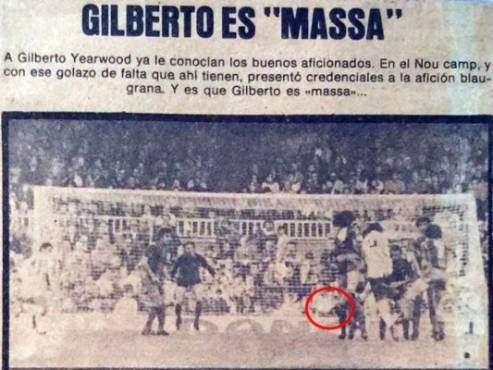 GILBERTO ES "MASSA"
A Gilberto Yearwood ya le conocían los buenos aficionados. En el Nou camp, y
con ese golazo de falta que ahí tienen, presentó credenciales a la afición blau-
grana. Y es que Gilberto es «massa»...